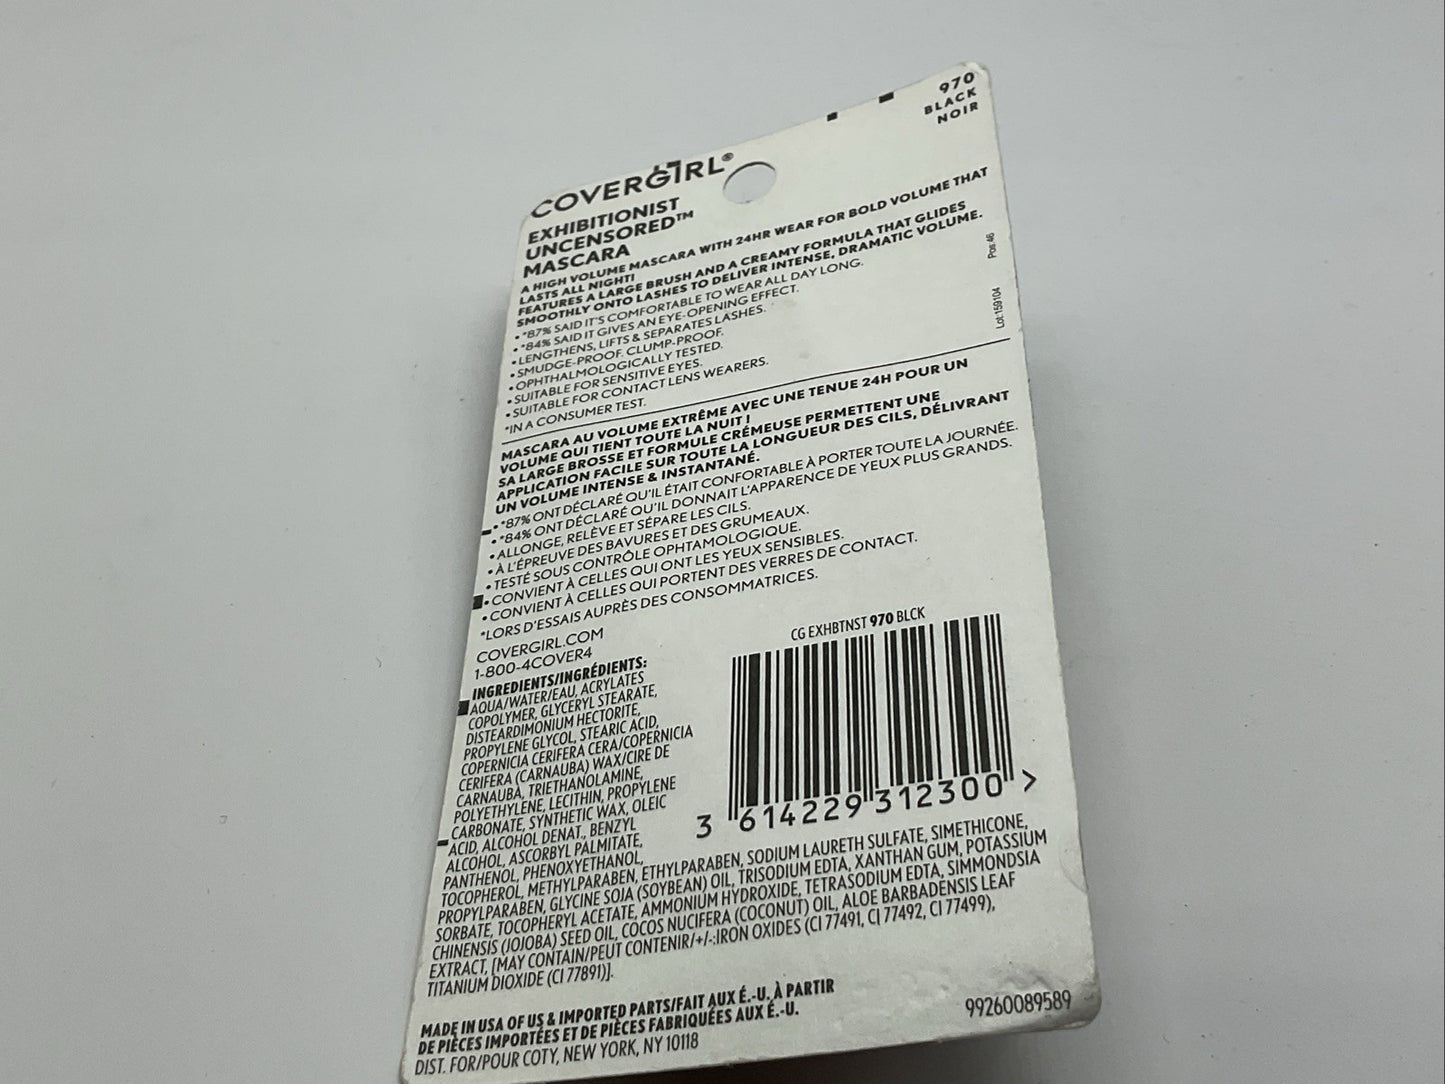 970
BLACK
NOIR
COVERGIRL®
EXHIBITIONIST
UNCENSORED™
MASCARA
A HIGH VOLUME MASCARA WITH 24HR WEAR FOR BOLD VOLUME THAT
LASTS ALL NIGHT!
FEATURES A LARGE BRUSH AND A CREAMY FORMULA THAT GLIDES
SMOOTHLY ONTO LASHES TO DELIVER INTENSE, DRAMATIC VOLUME.
• *87% SAID IT'S COMFORTABLE TO WEAR ALL DAY LONG.
• *84% SAID IT GIVES AN EYE-OPENING EFFECT.
• LENGTHENS, LIFTS & SEPARATES LASHES.
• SMUDGE-PROOF. CLUMP-PROOF.
• OPHTHALMOLOGICALLY TESTED.
• SUITABLE FOR SENSITIVE EYES.
• SUITABLE FOR CONTACT LENS WEARERS.
*IN A CONSUMER TEST.
Lot:159104 Pos:46
MASCARA AU VOLUME EXTRÊME AVEC UNE TENUE 24H POUR UN
VOLUME QUI TIENT TOUTE LA NUIT !
SA LARGE BROSSE ET FORMULE CRÉMEUSE PERMETTENT UNE
APPLICATION FACILE SUR TOUTE LA LONGUEUR DES CILS, DÉLIVRANT
UN VOLUME INTENSE & INSTANTANÉ.
• *87% ONT DÉCLARÉ QU'IL ÉTAIT CONFORTABLE À PORTER TOUTE LA JOURNÉE.
• *84% ONT DÉCLARÉ QU'IL DONNAIT L'APPARENCE DE YEUX PLUS GRANDS.
• ALLONGE, RELÈVE ET SÉPARE LES CILS.
• À L'ÉPREUVE DES BAVURES ET DES GRUMEAUX.
• TESTÉ SOUS CONTRÔLE OPHTAMOLOGIQUE.
• CONVIENT À CELLES QUI ONT LES YEUX SENSIBLES.
• CONVIENT À CELLES QUI PORTENT DES VERRES DE CONTACT.
*LORS D'ESSAIS AUPRÈS DES CONSOMMATRICES.
COVERGIRL.COM
1-800-4COVER4
CG EXHBTNST 970 BLCK
3 614229 312300 >
INGREDIENTS/INGRÉDIENTS:
AQUA/WATER/EAU, ACRYLATES
COPOLYMER, GLYCERYL STEARATE,
DISTEARDIMONIUM HECTORITE,
PROPYLENE GLYCOL, STEARIC ACID,
COPERNICIA CERIFERA CERA/COPERNICIA
CERIFERA (CARNAUBA) WAX/CIRE DE
CARNAUBA, TRIETHANOLAMINE,
POLYETHYLENE, LECITHIN, PROPYLENE
CARBONATE, SYNTHETIC WAX, OLEIC
ACID, ALCOHOL DENAT., BENZYL
ALCOHOL, ASCORBYL PALMITATE,
PANTHENOL, PHENOXYETHANOL,
TOCOPHEROL, METHYLPARABEN, ETHYLPARABEN, SODIUM LAURETH SULFATE, SIMETHICONE,
PROPYLPARABEN, GLYCINE SOJA (SOYBEAN) OIL, TRISODIUM EDTA, XANTHAN GUM, POTASSIUM
SORBATE, TOCOPHERYL ACETATE, AMMONIUM HYDROXIDE, TETRASODIUM EDTA, SIMMONDSIA
CHINENSIS (JOJOBA) SEED OIL, COCOS NUCIFERA (COCONUT) OIL, ALOE BARBADENSIS LEAF
EXTRACT, [MAY CONTAIN/PEUT CONTENIR/+/-:IRON OXIDES (CI 77491, CI 77492, CI 77499),
TITANIUM DIOXIDE (CI 77891)].
MADE IN USA OF US & IMPORTED PARTS/FAIT AUX É.-U. À PARTIR
DE PIÈCES IMPORTÉES ET DE PIÈCES FABRIQUÉES AUX É.-U.
DIST. FOR/POUR COTY, NEW YORK, NY 10118
99260089589